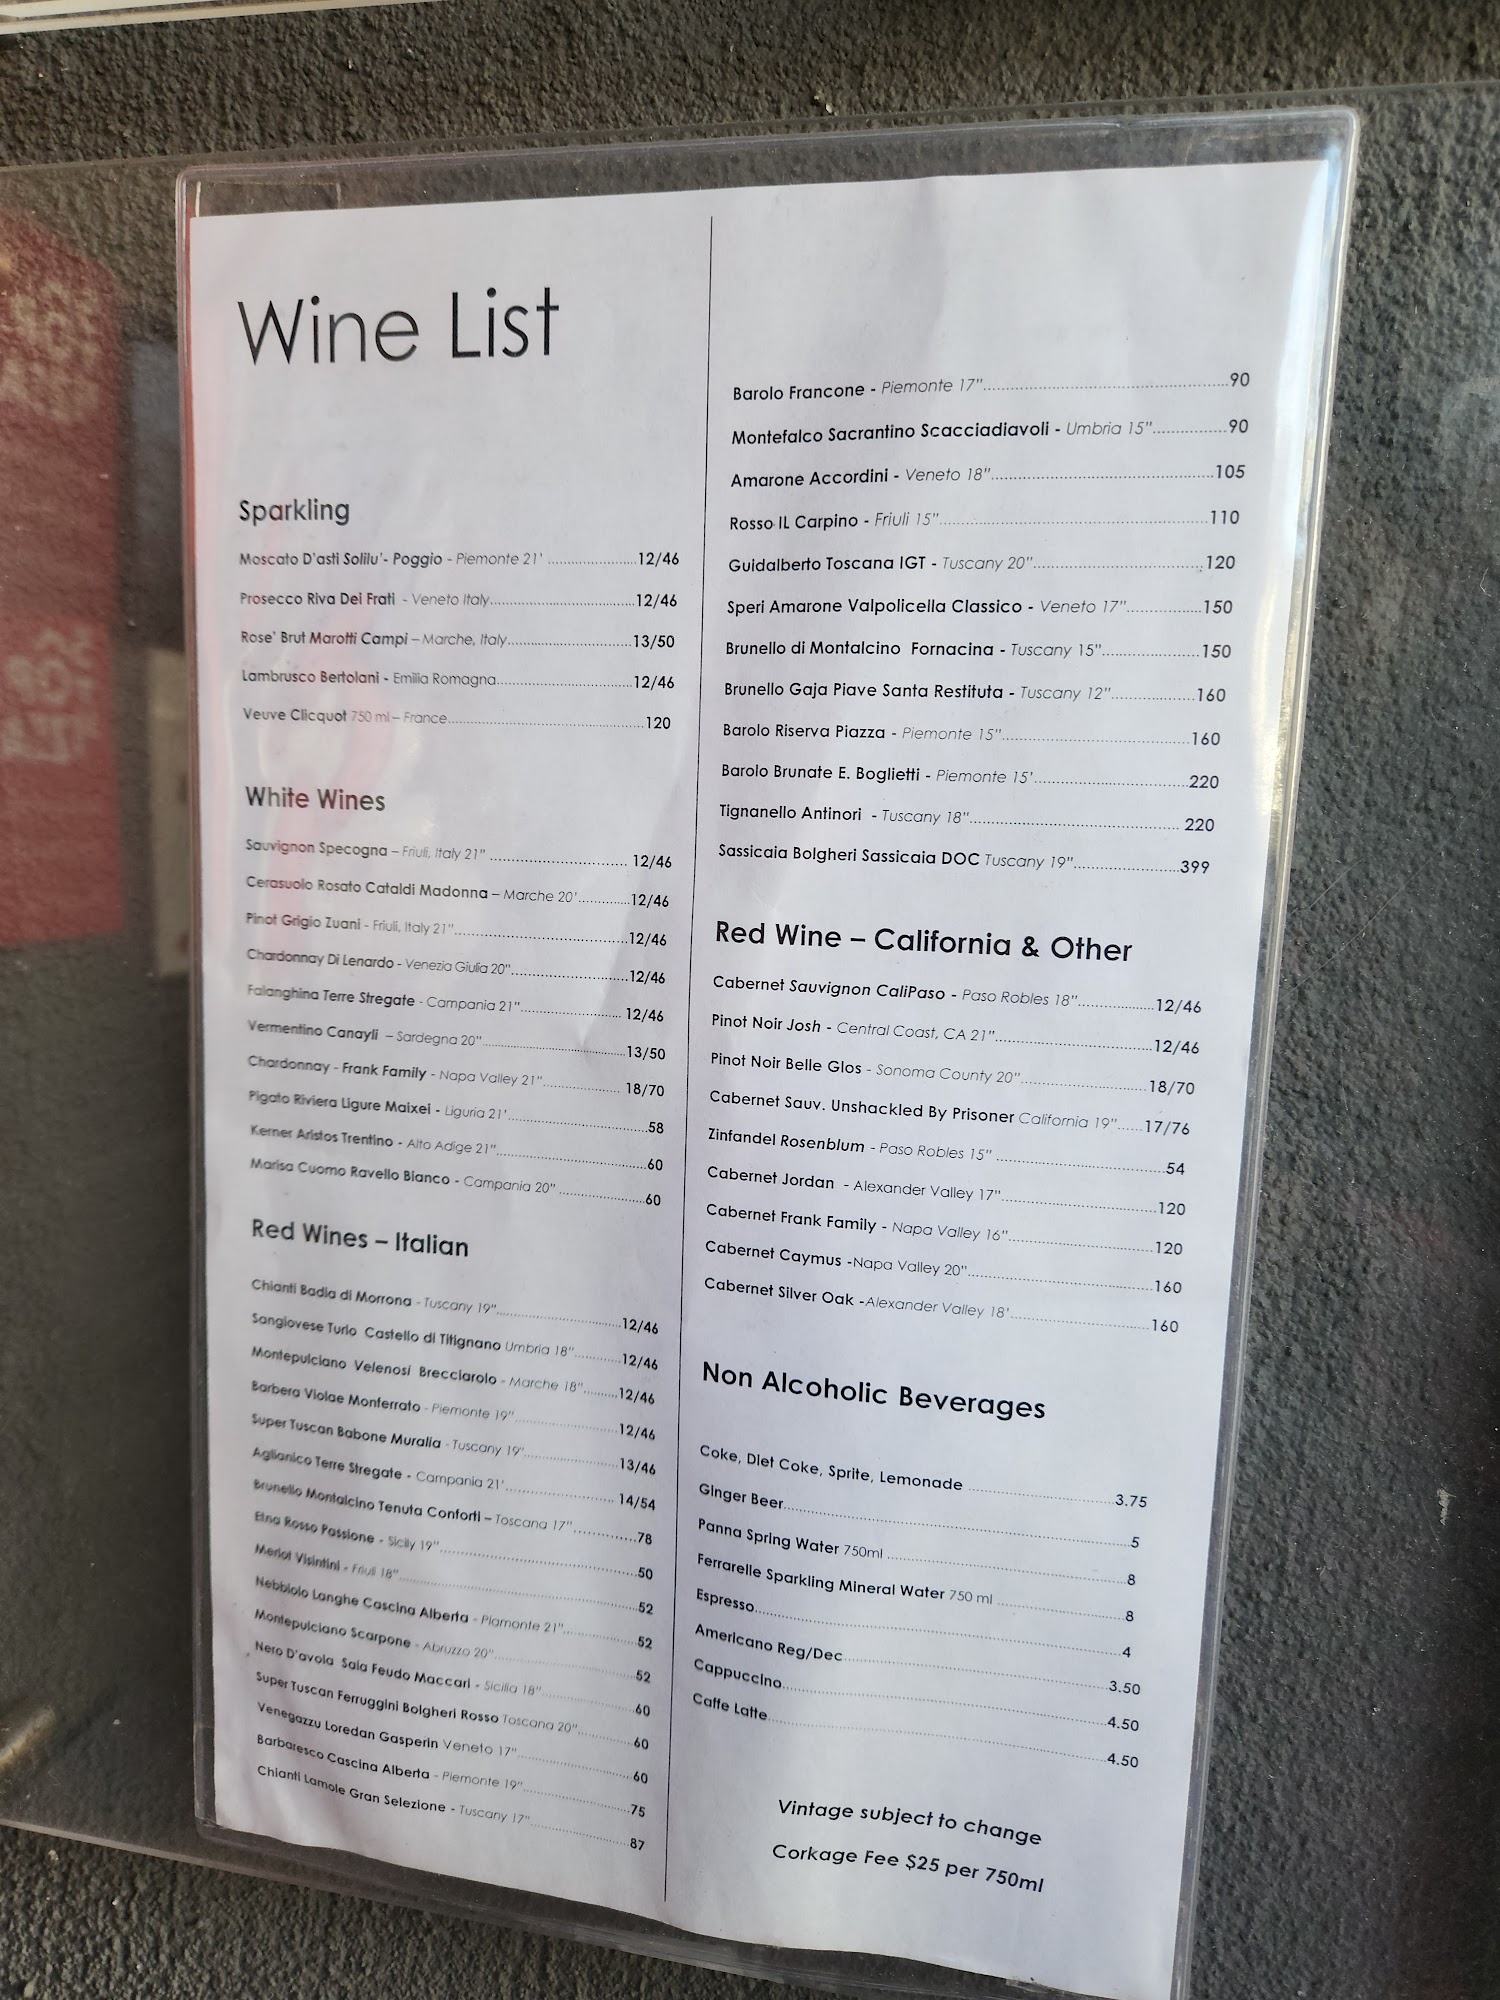 Wine List
Sparkling
Moscato D'asti Solilu'- Poggio - Piemonte 21' ......................12/46
Prosecco Riva Dei Frati - Veneto Italy....................................12/46
Rose' Brut Marotti Campi – Marche, Italy...............................13/50
Lambrusco Bertolani - Emilia Romagna..................................12/46
Veuve Clicquot 750 ml – France.................................................120
White Wines
Sauvignon Specogna – Friuli, Italy 21" ................................... 12/46
Cerasuolo Rosato Cataldi Madonna – Marche 20'.............12/46
Pinot Grigio Zuani - Friuli, Italy 21"...........................................12/46
Chardonnay Di Lenardo - Venezia Giulia 20".............................12/46
Falanghina Terre Stregate - Campania 21"......................... 12/46
Vermentino Canayli – Sardegna 20"....................................13/50
Chardonnay - Frank Family - Napa Valley 21"................... 18/70
Pigato Riviera Ligure Maixei - Liguria 21'...................................58
Kerner Aristos Trentino - Alto Adige 21"......................................60
Marisa Cuomo Ravello Bianco - Campania 20" .....................60
Red Wines – Italian
Chianti Badia di Morrona - Tuscany 19"...............................12/46
Sangiovese Turlo Castello di Titignano Umbria 18"............12/46
Montepulciano Velenosi Brecciarolo - Marche 18".........12/46
Barbera Violae Monferrato - Piemonte 19"..........................12/46
Super Tuscan Babone Muralia - Tuscany 19'........................13/46
Aglianico Terre Stregate - Campania 21'........................... 14/54
Brunello Montalcino Tenuta Conforti – Toscana 17"...............78
Etna Rosso Passione - Sicily 19"..................................................50
Merlot Visintini - Friuli 18"............................................................52
Nebbiolo Langhe Cascina Alberta - Piamonte 21"..................52
Montepulciano Scarpone - Abruzzo 20"...................................52
Nero D'avola Saia Feudo Maccari - Sicilia 18".......................60
Super Tuscan Ferruggini Bolgheri Rosso Toscana 20"..............60
Venegazzu Loredan Gasperin Veneto 17".............................60
Barbaresco Cascina Alberta - Piemonte 19"...........................75
Chianti Lamole Gran Selezione - Tuscany 17".........................87
Barolo Francone - Piemonte 17"....................................................90
Montefalco Sacrantino Scacciadiavoli - Umbria 15"................90
Amarone Accordini - Veneto 18"...............................................105
Rosso IL Carpino - Friuli 15"..........................................................110
Guidalberto Toscana IGT - Tuscany 20"....................................120
Speri Amarone Valpolicella Classico - Veneto 17"................150
Brunello di Montalcino Fornacina - Tuscany 15".....................150
Brunello Gaja Piave Santa Restituta - Tuscany 12".................160
Barolo Riserva Piazza - Piemonte 15".......................................160
Barolo Brunate E. Boglietti - Piemonte 15'................................220
Tignanello Antinori - Tuscany 18"............................................. 220
Sassicaia Bolgheri Sassicaia DOC Tuscany 19"......................399
Red Wine – California & Other
Cabernet Sauvignon CaliPaso - Paso Robles 18"................12/46
Pinot Noir Josh - Central Coast, CA 21"..................................12/46
Pinot Noir Belle Glos - Sonoma County 20"...........................18/70
Cabernet Sauv. Unshackled By Prisoner California 19"......17/76
Zinfandel Rosenblum - Paso Robles 15" .....................................54
Cabernet Jordan - Alexander Valley 17"..................................120
Cabernet Frank Family - Napa Valley 16"................................120
Cabernet Caymus -Napa Valley 20".........................................160
Cabernet Silver Oak -Alexander Valley 18'..............................160
Non Alcoholic Beverages
Coke, Diet Coke, Sprite, Lemonade ................................3.75
Ginger Beer............................................................................5
Panna Spring Water 750ml .....................................................8
Ferrarelle Sparkling Mineral Water 750 ml .............................8
Espresso..................................................................................4
Americano Reg/Dec...........................................................3.50
Cappuccino.........................................................................4.50
Caffe Latte...........................................................................4.50
Vintage subject to change
Corkage Fee $25 per 750ml